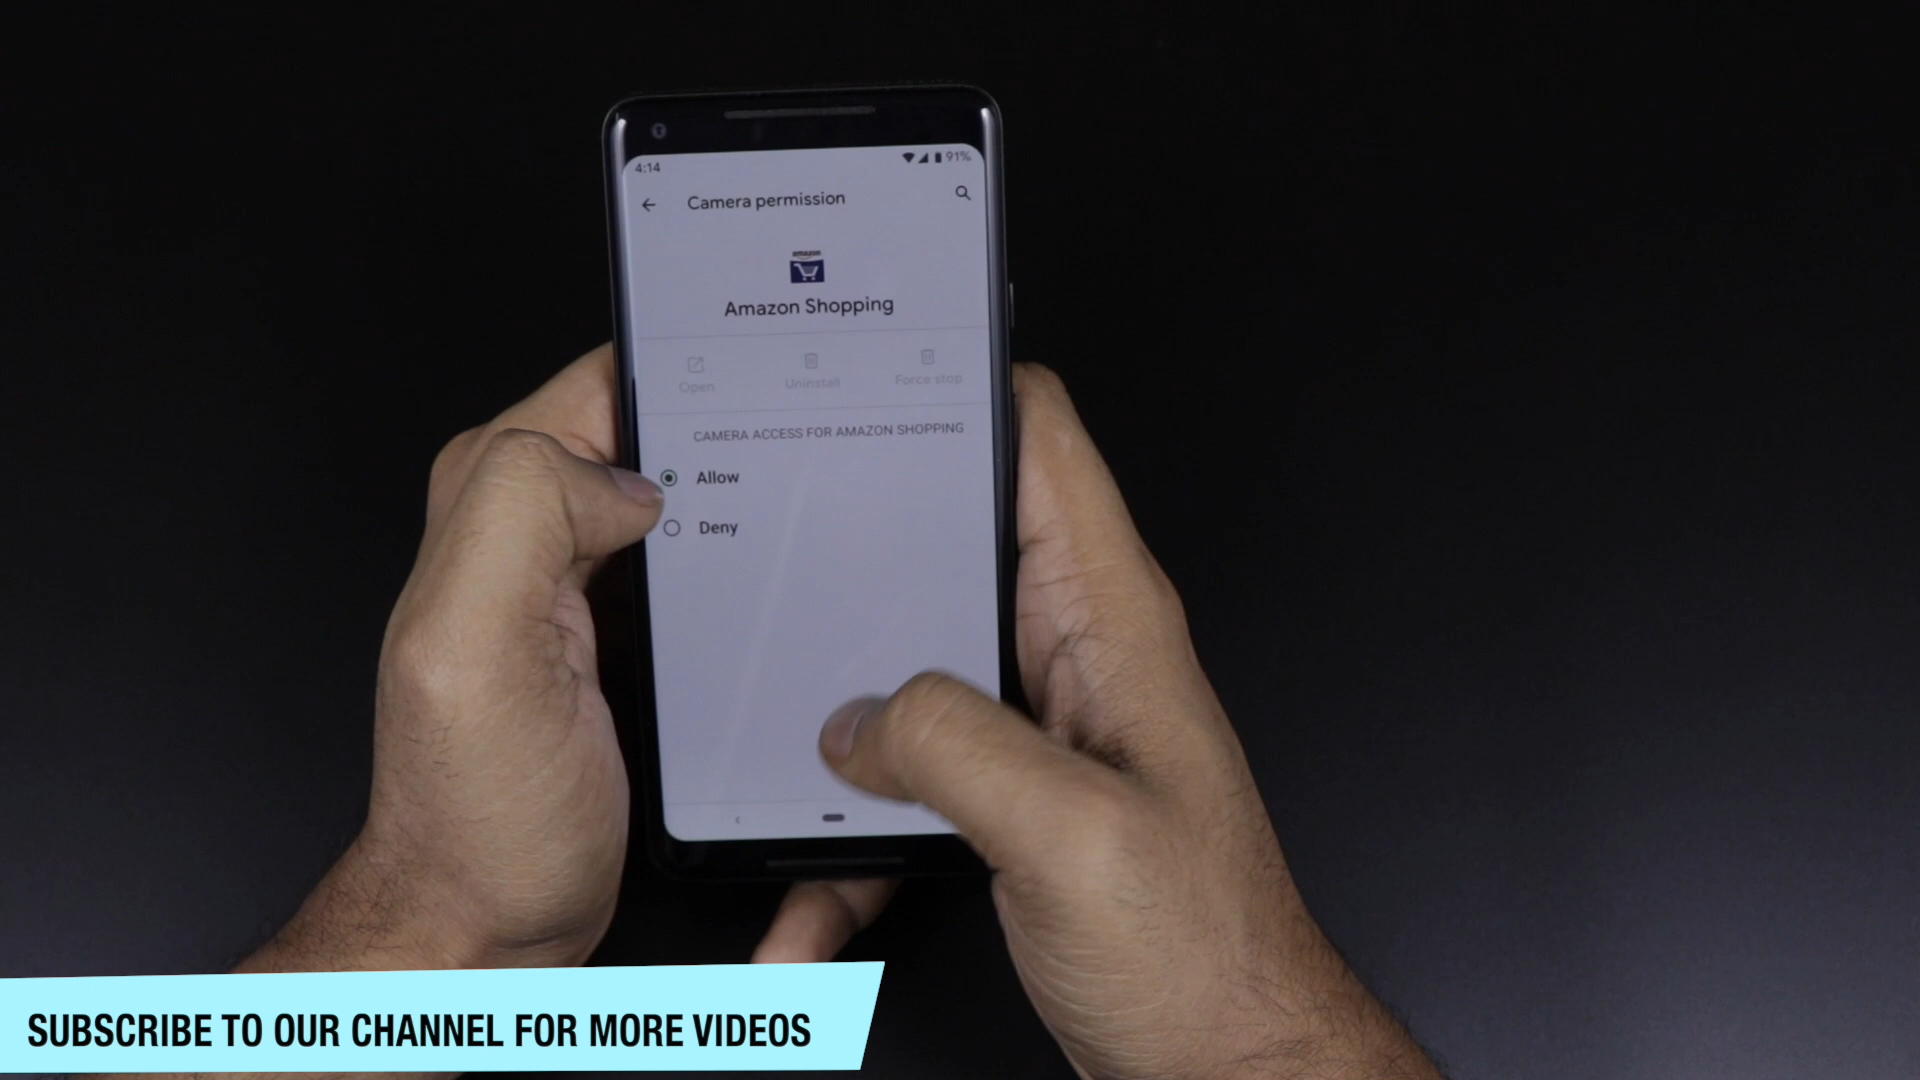 4:14
91%
Camera permission
amazon
Amazon Shopping
Open
Uninstall
Force stop
CAMERA ACCESS FOR AMAZON SHOPPING
Allow
Deny
SUBSCRIBE TO OUR CHANNEL FOR MORE VIDEOS